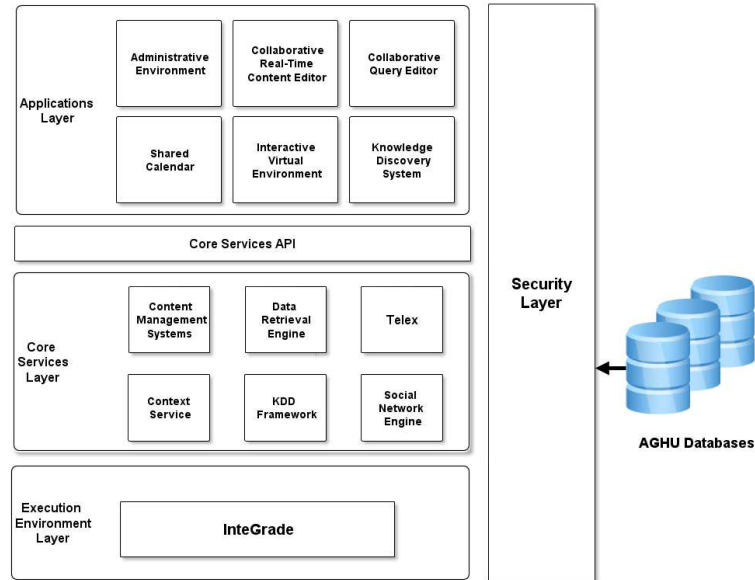 Applications
Layer
Administrative
Environment
Collaborative
Real-Time
Content Editor
Collaborative
Query Editor
Shared
Calendar
Interactive
Virtual
Environment
Knowledge
Discovery
System
Core Services API
Core
Services
Layer
Content
Management
Systems
Data
Retrieval
Engine
Telex
Context
Service
KDD
Framework
Social
Network
Engine
Execution
Environment
Layer
InteGrade
Security
Layer
AGHU Databases